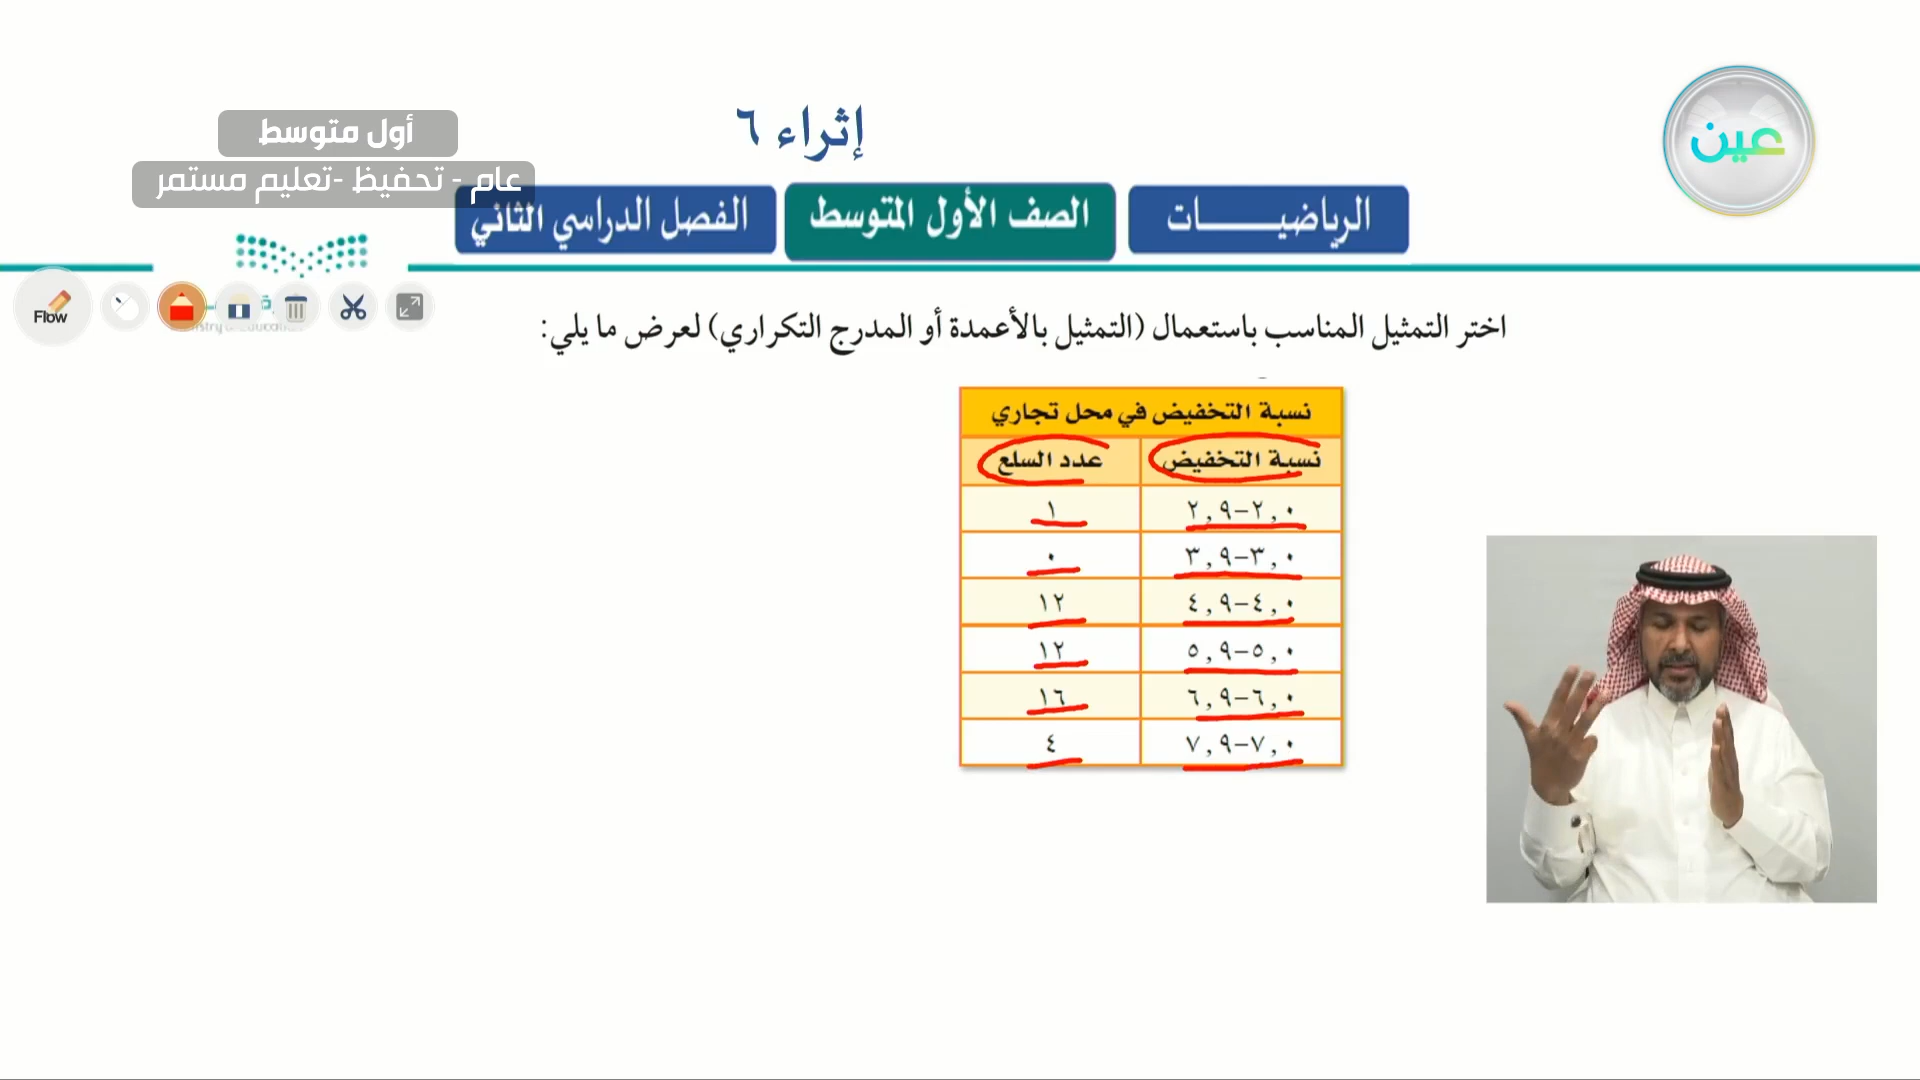 عين
إثراء ٦
أول متوسط
عام - تحفيظ -تعليم مستمر
الرياضيـــــات
الصف الأول المتوسط
الفصل الدراسي الثاني
Flow
اختر التمثيل المناسب باستعمال (التمثيل بالأعمدة أو المدرج التكراري) لعرض ما يلي:
نسبة التخفيض في محل تجاري
نسبة التخفيض عدد السلع
٢,٠-٢,٩ ١
٣,٠-٣,٩ ٠
٤,٠-٤,٩ ١٢
٥,٠-٥,٩ ١٢
٦,٠-٦,٩ ١٦
٧,٠-٧,٩ ٤